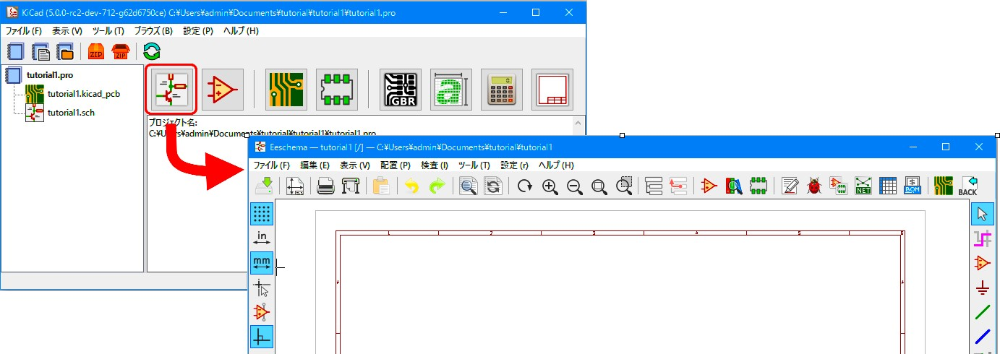 KiCad (5.0.0-rc2-dev-712-g62d6750ce) C:¥Users¥admin¥Documents¥tutorial¥tutorial1¥tutorial1.pro
ファイル (F) 表示 (V) ツール (T) ブラウズ (B) 設定 (P) ヘルプ (H)
ZIP ZIP
tutorial1.pro
tutorial1.kicad_pcb
tutorial1.sch
GBR a
プロジェクト名:
C:¥Users¥admin¥Documents¥tutorial¥tutorial1¥tutorial1.pro
Eeschema — tutorial1 [/] — C:¥Users¥admin¥Documents¥tutorial¥tutorial1
ファイル (F) 編集 (E) 表示 (V) 配置 (P) 検査 (I) ツール (T) 設定 (r) ヘルプ (H)
NET $ BOM BACK
in
mm
1 2 3 4 5 6
A A